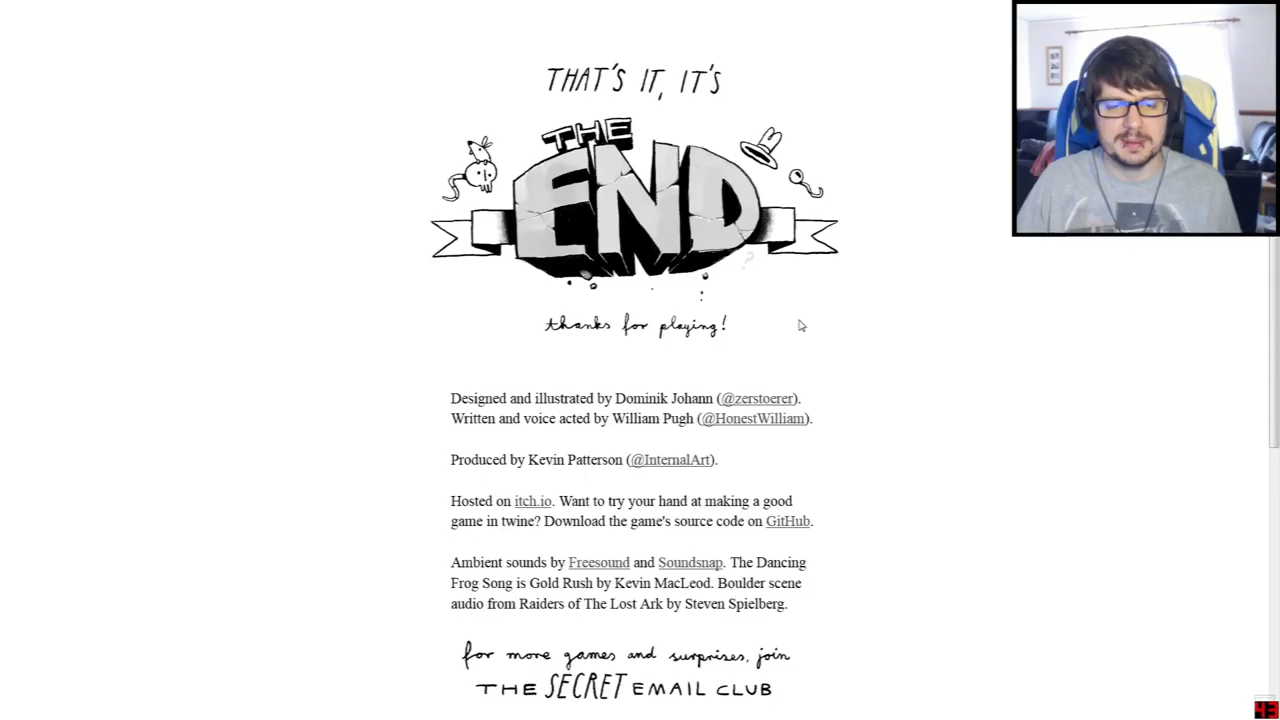 THAT'S IT, IT'S
THE
END
?
thanks for playing!
Designed and illustrated by Dominik Johann (@zerstoerer).
Written and voice acted by William Pugh (@HonestWilliam).
Produced by Kevin Patterson (@InternalArt).
Hosted on itch.io. Want to try your hand at making a good
game in twine? Download the game's source code on GitHub.
Ambient sounds by Freesound and Soundsnap. The Dancing
Frog Song is Gold Rush by Kevin MacLeod. Boulder scene
audio from Raiders of The Lost Ark by Steven Spielberg.
for more games and surprises, join
THE SECRET EMAIL CLUB
43